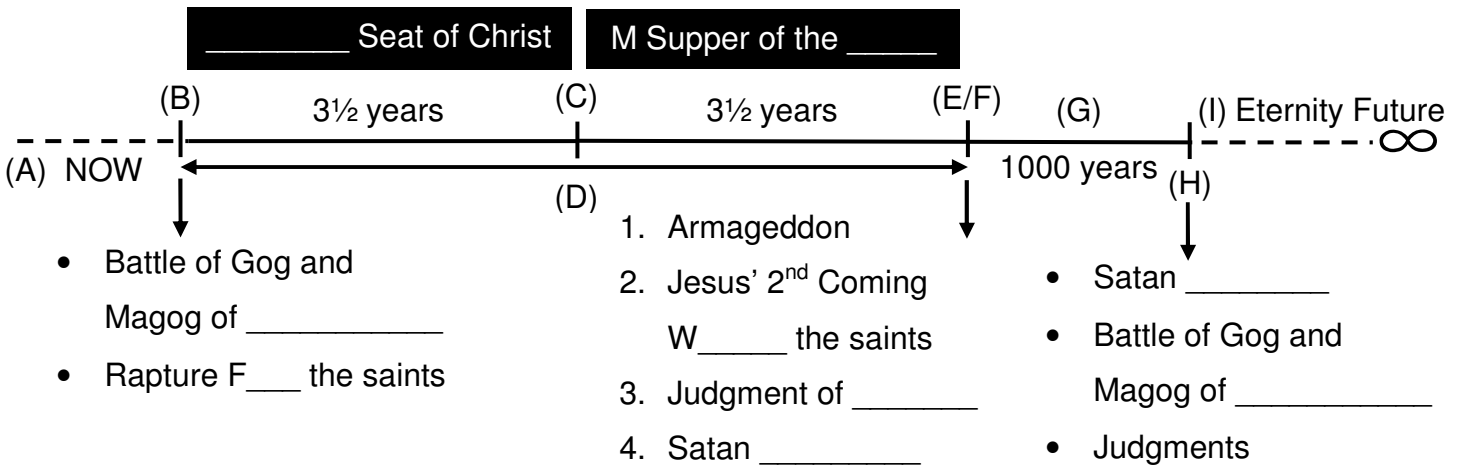 ________ Seat of Christ
M Supper of the _____
(B) 3½ years (C) 3½ years (E/F) (G) (I) Eternity Future
(A) NOW
1000 years
(H)
(D)
• Battle of Gog and
Magog of ___________
• Rapture F___ the saints
1. Armageddon
2. Jesus’ 2nd Coming
W_____ the saints
3. Judgment of _______
4. Satan _________
• Satan ________
• Battle of Gog and
Magog of ___________
• Judgments